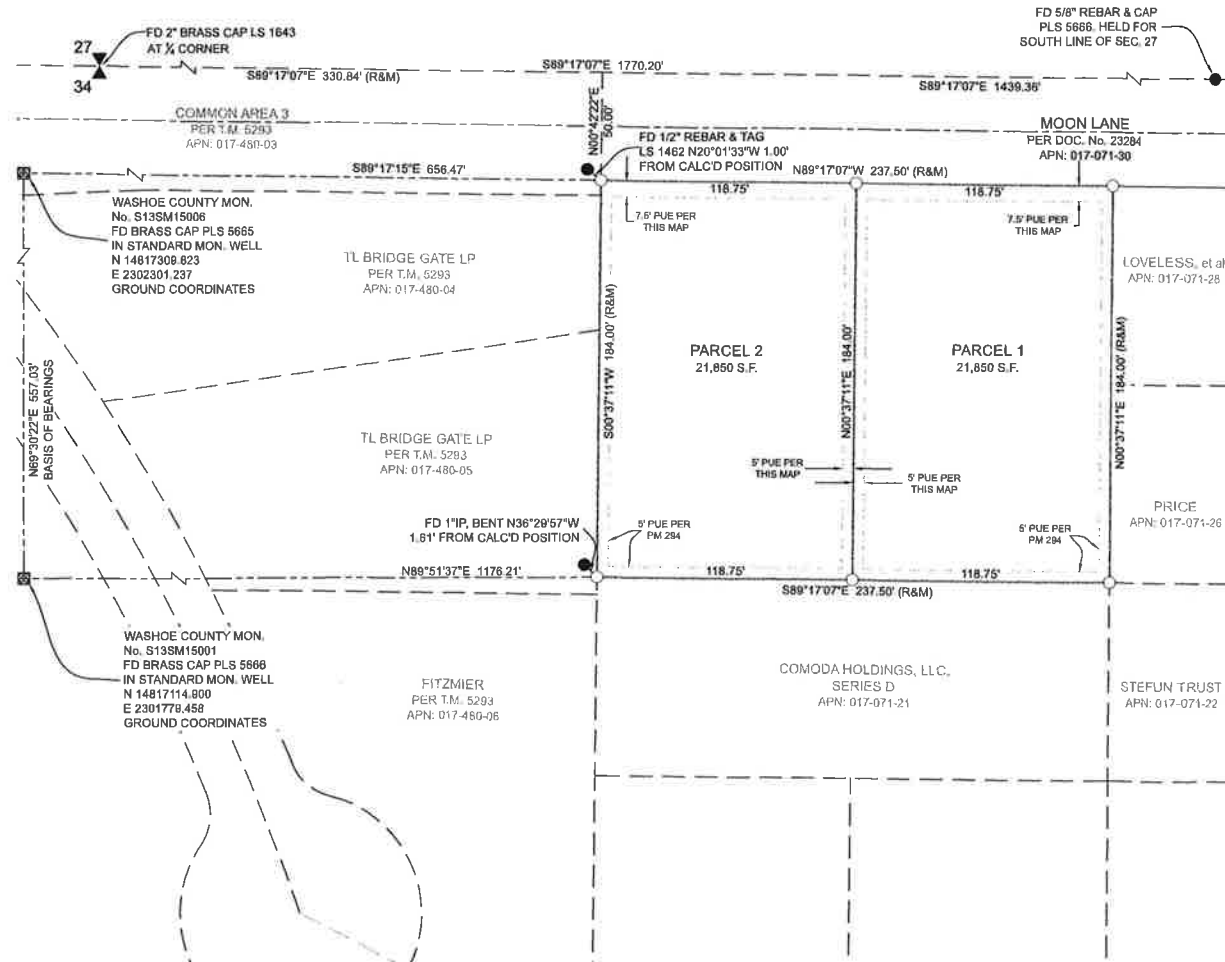 FD 2" BRASS CAP LS 1643
AT ¼ CORNER
27
34
S89°17'07"E 330.84' (R&M)
S89°17'07"E 1770.20'
FD 5/8" REBAR & CAP
PLS 5666, HELD FOR
SOUTH LINE OF SEC. 27
S89°17'07"E 1439.36'
COMMON AREA 3
PER T.M. 5293
APN: 017-480-03
N00°42'22"E
50.00'
FD 1/2" REBAR & TAG
LS 1462 N20°01'33"W 1.00'
FROM CALC'D POSITION
MOON LANE
PER DOC. No. 23284
APN: 017-071-30
S89°17'15"E 656.47'
N89°17'07"W 237.50' (R&M)
118.75'
118.75'
WASHOE COUNTY MON.
No. S13SM15006
FD BRASS CAP PLS 5665
IN STANDARD MON. WELL
N 14817309.823
E 2302301.237
GROUND COORDINATES
7.5' PUE PER
THIS MAP
7.5' PUE PER
THIS MAP
TL BRIDGE GATE LP
PER T.M. 5293
APN: 017-480-04
LOVELESS, et al
APN: 017-071-28
S00°37'11"W 184.00' (R&M)
PARCEL 2
21,850 S.F.
N00°37'11"E 184.00'
PARCEL 1
21,850 S.F.
N00°37'11"E 184.00' (R&M)
N69°30'22"E 557.03'
BASIS OF BEARINGS
TL BRIDGE GATE LP
PER T.M. 5293
APN: 017-480-05
5' PUE PER
THIS MAP
5' PUE PER
THIS MAP
FD 1"IP, BENT N36°29'57"W
1.61' FROM CALC'D POSITION
5' PUE PER
PM 294
5' PUE PER
PM 294
PRICE
APN: 017-071-26
N89°51'37"E 1176.21'
118.75'
118.75'
S89°17'07"E 237.50' (R&M)
WASHOE COUNTY MON.
No. S13SM15001
FD BRASS CAP PLS 5666
IN STANDARD MON. WELL
N 14817114.900
E 2301779.458
GROUND COORDINATES
FITZMIER
PER T.M. 5293
APN: 017-480-06
COMODA HOLDINGS, LLC,
SERIES D
APN: 017-071-21
STEFUN TRUST
APN: 017-071-22